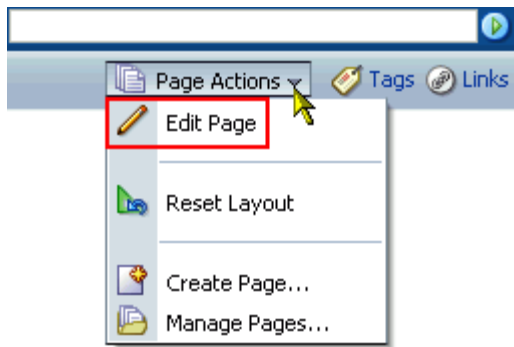 Page Actions Tags Links
Edit Page
Reset Layout
Create Page...
Manage Pages...